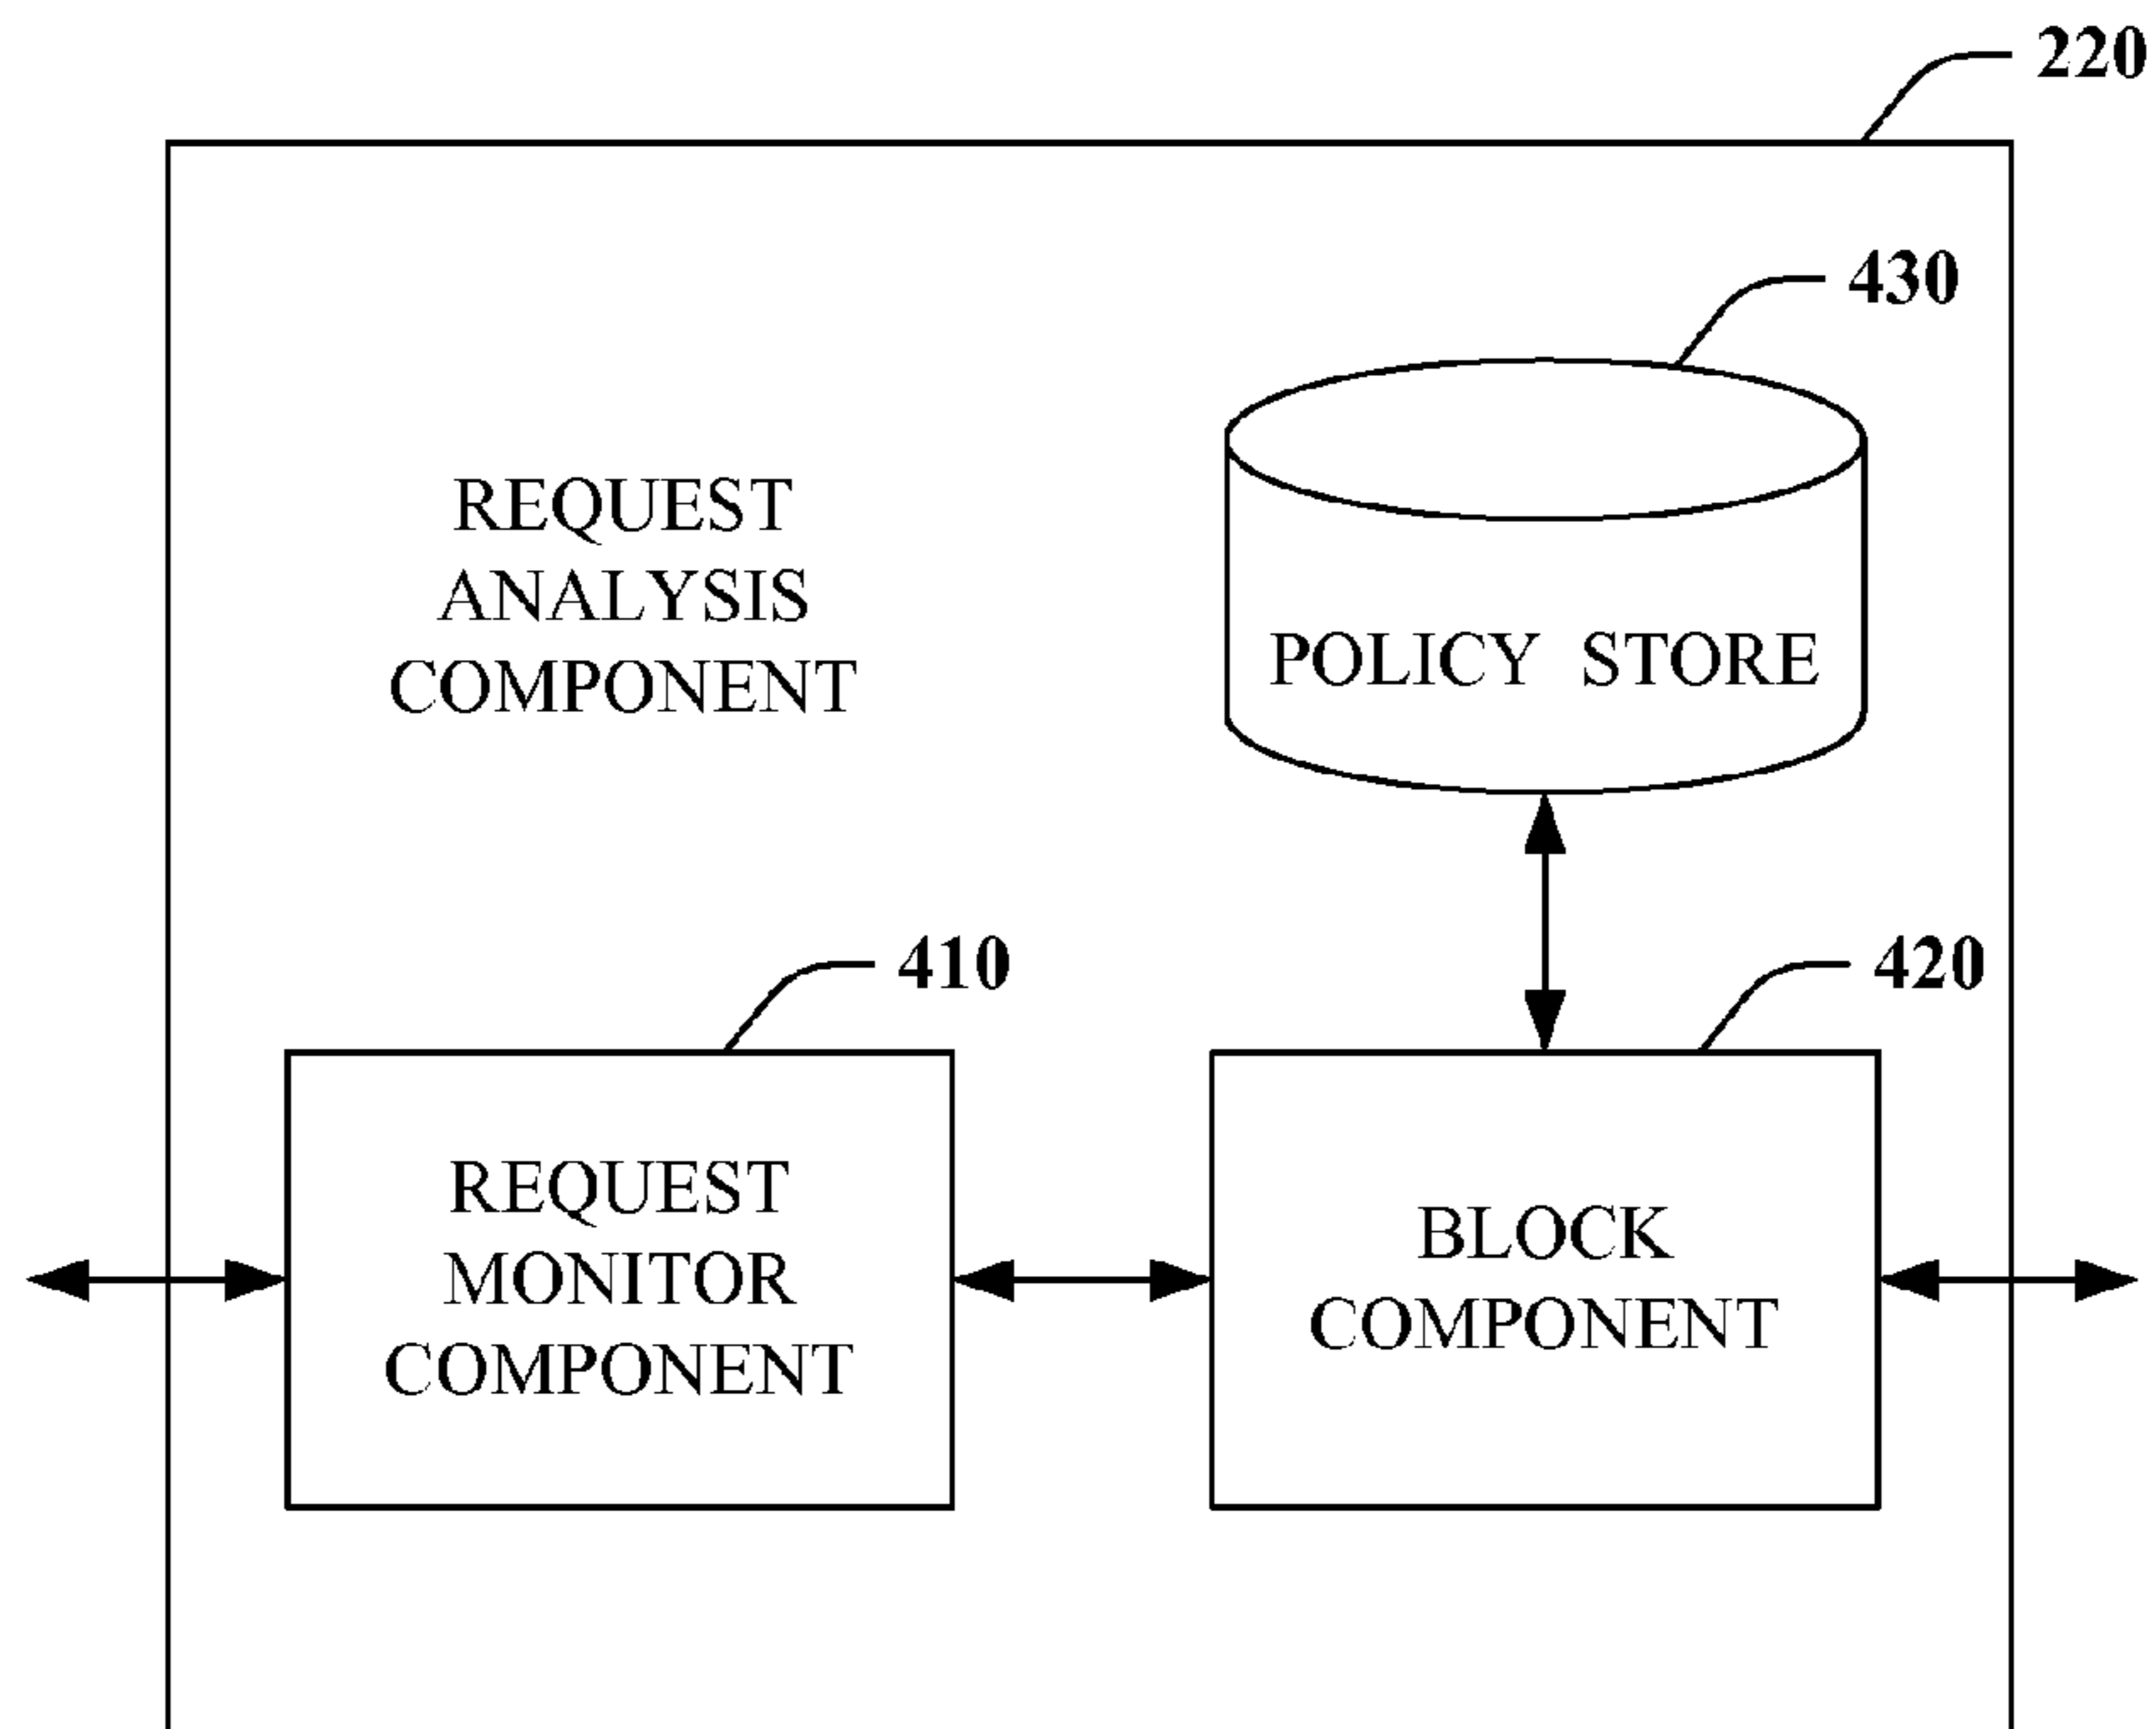 220
430
REQUEST
ANALYSIS
COMPONENT
POLICY STORE
410
420
REQUEST
MONITOR
COMPONENT
BLOCK
COMPONENT